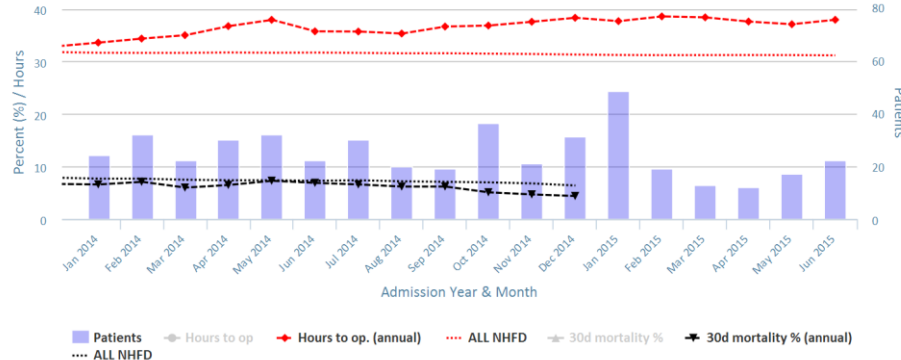 40
30
20
10
0
Percent (%) / Hours
80
60
40
20
0
Patients
Jan 2014
Feb 2014
Mar 2014
Apr 2014
May 2014
Jun 2014
Jul 2014
Aug 2014
Sep 2014
Oct 2014
Nov 2014
Dec 2014
Jan 2015
Feb 2015
Mar 2015
Apr 2015
May 2015
Jun 2015
Admission Year & Month
Patients Hours to op Hours to op. (annual) ALL NHFD 30d mortality % 30d mortality % (annual)
ALL NHFD